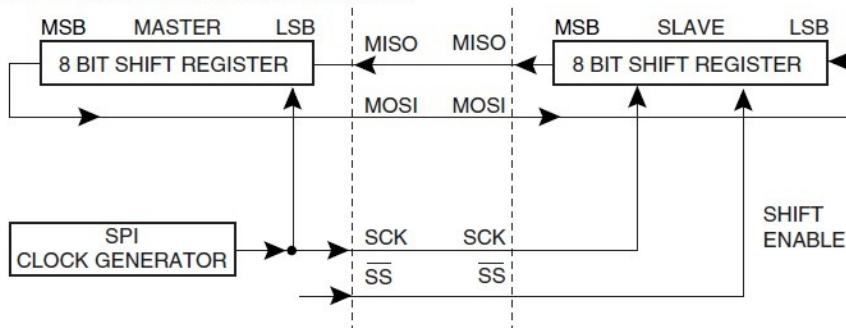 MSB MASTER LSB
MISO MISO
MSB SLAVE LSB
8 BIT SHIFT REGISTER
8 BIT SHIFT REGISTER
MOSI MOSI
SPI
CLOCK GENERATOR
SCK SCK
SHIFT
ENABLE
SS SS